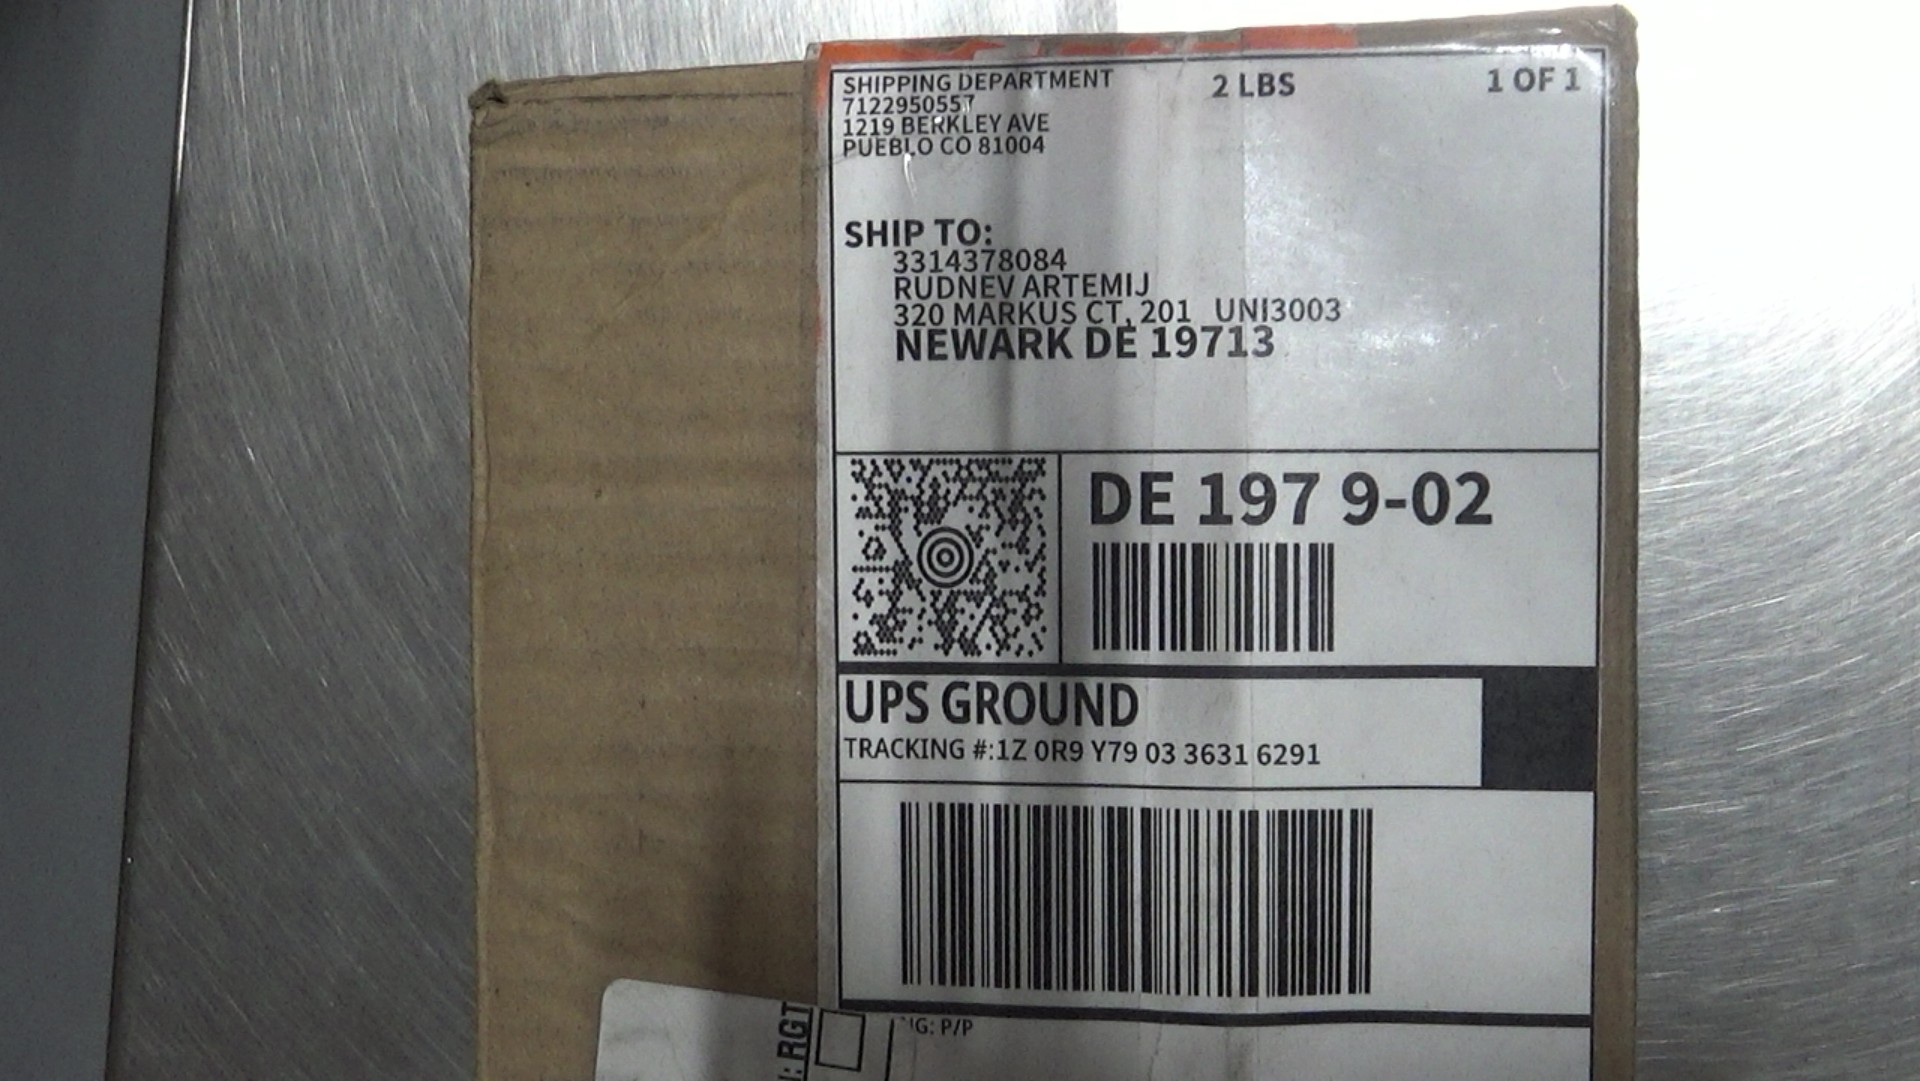 SHIPPING DEPARTMENT
7122950557
1219 BERKLEY AVE
PUEBLO CO 81004
2 LBS
1 OF 1
SHIP TO:
3314378084
RUDNEV ARTEMIJ
320 MARKUS CT, 201 UNI3003
NEWARK DE 19713
DE 197 9-02
UPS GROUND
TRACKING #:1Z 0R9 Y79 03 3631 6291
P/P
RGT